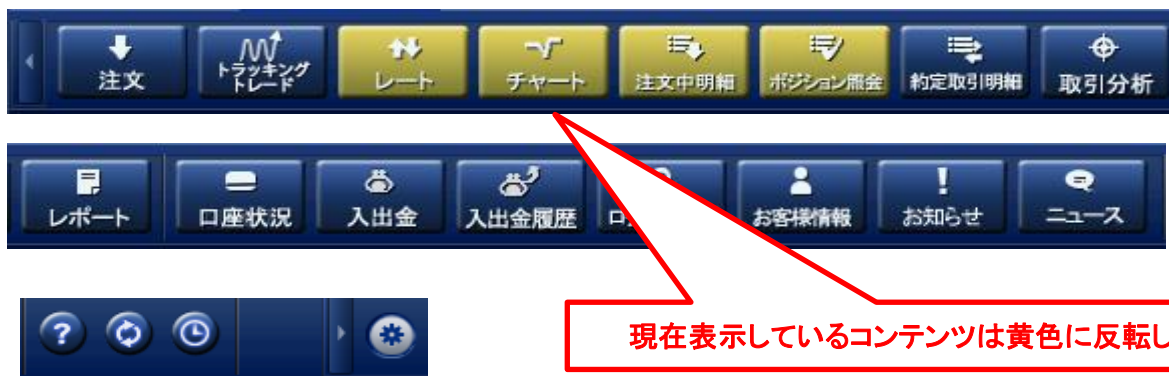 注文
トラッキング
トレード
レート
チャート
注文中明細
ポジション照会
約定取引明細
取引分析
レポート
口座状況
入出金
入出金履歴
お客様情報
お知らせ
ニュース
?
現在表示しているコンテンツは黄色に反転し